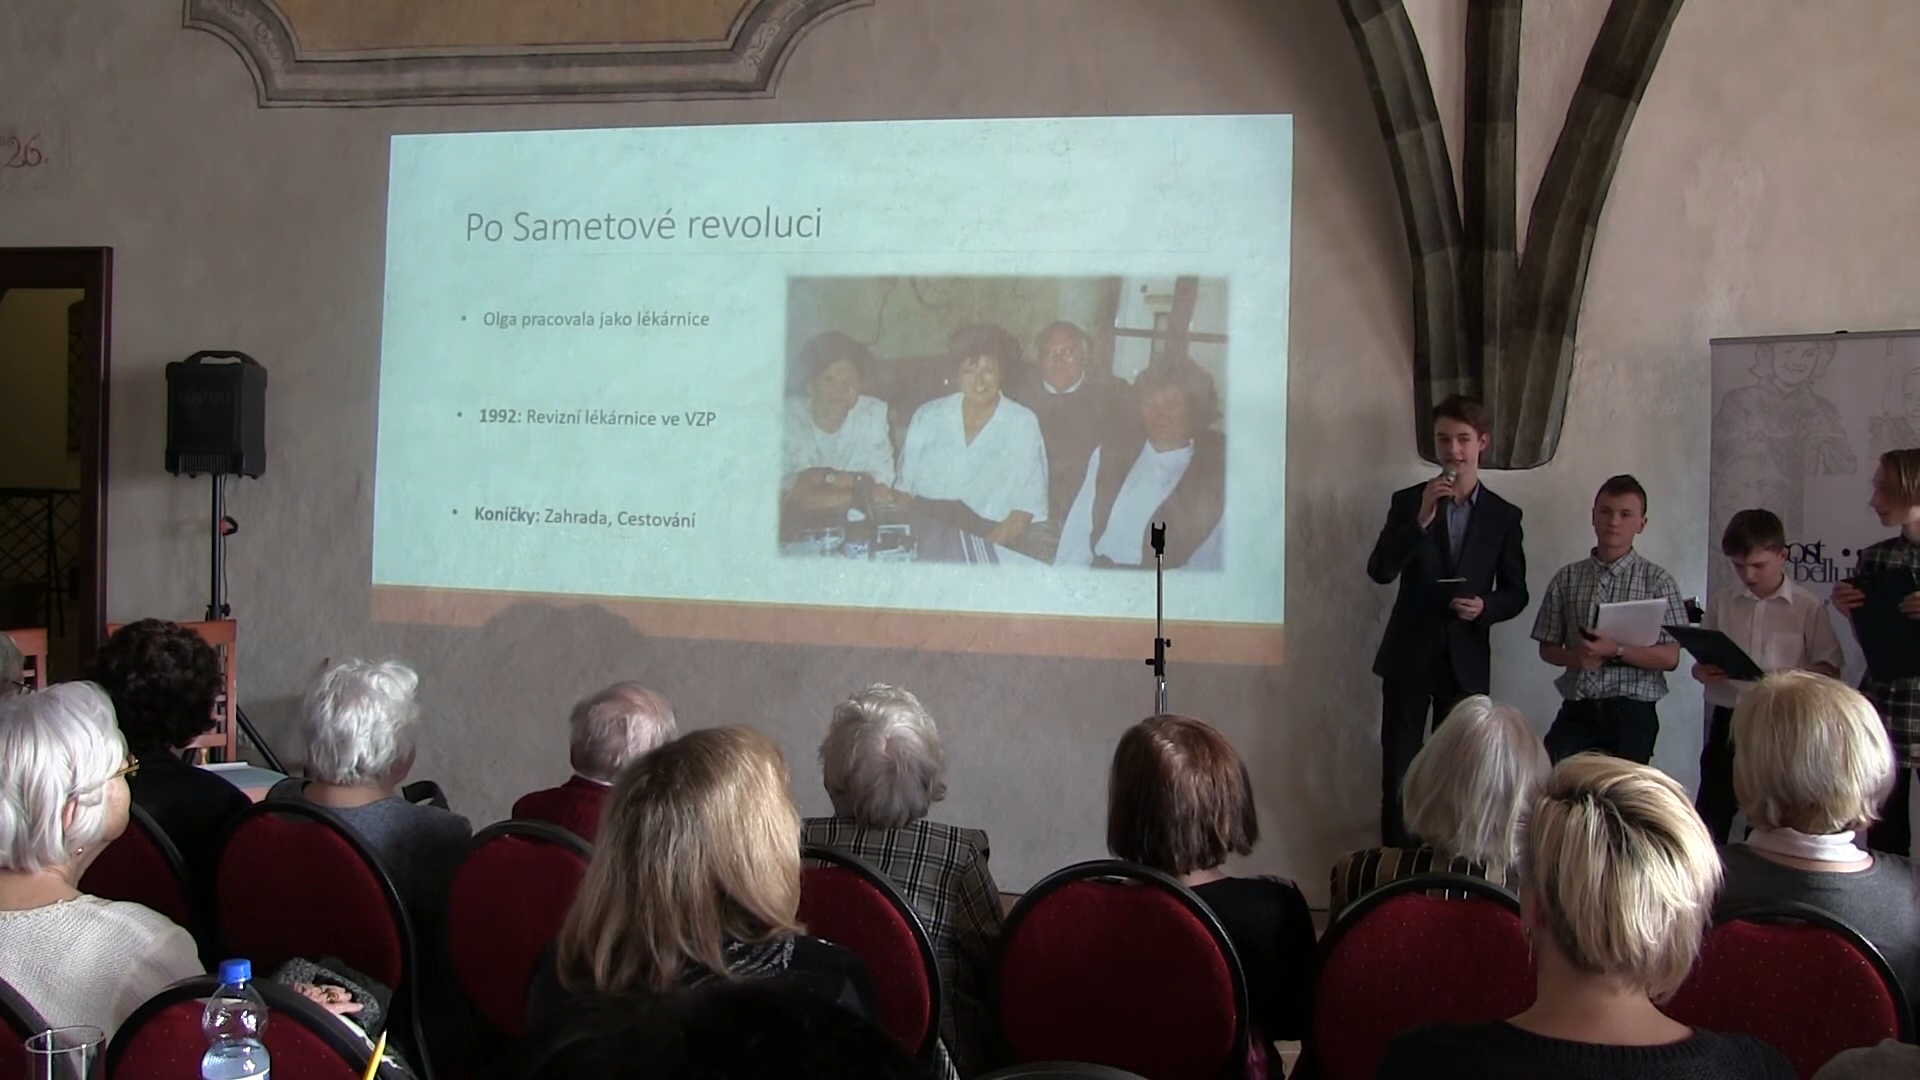 26.
Po Sametové revoluci
• Olga pracovala jako lékárnice
• 1992: Revizní lékárnice ve VZP
• Koníčky: Zahrada, Cestování